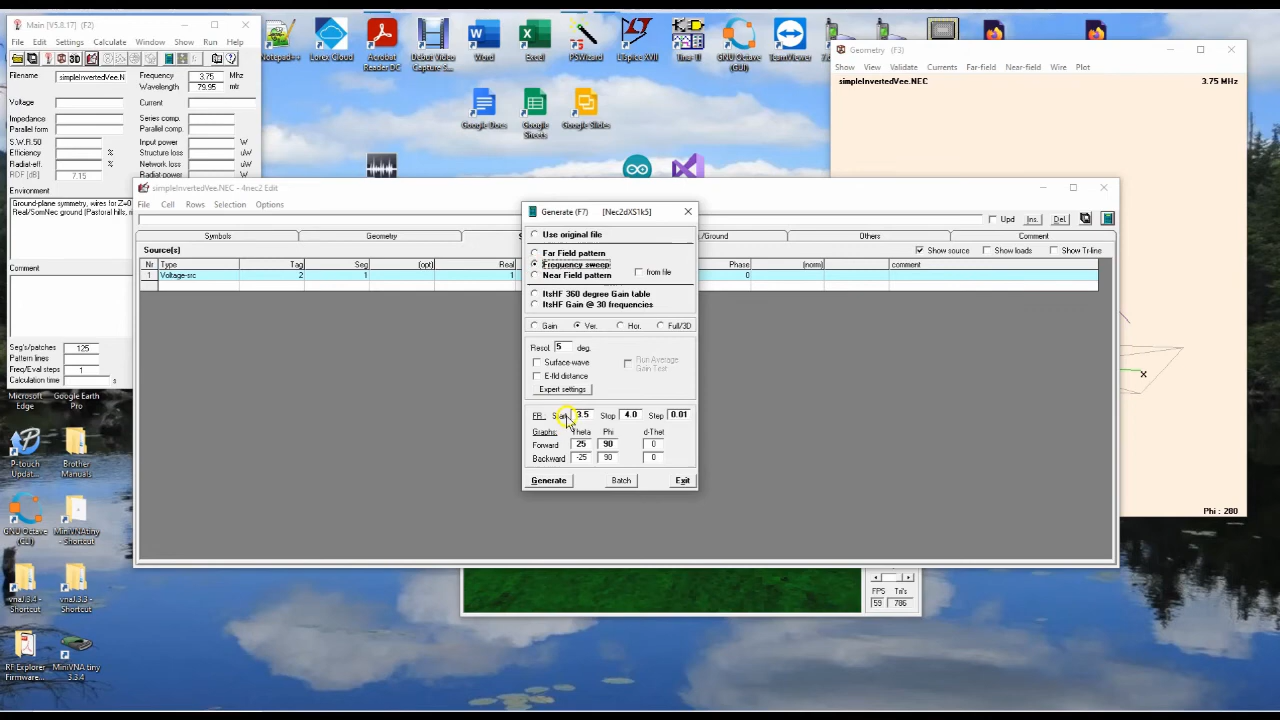 Main [V5.8.17] (F2)
File Edit Settings Calculate Window Show Run Help
3D
Filename simpleInvertedVee.N Frequency 3.75 Mhz
Wavelength 79.95 mtr
Voltage Current
Impedance Series comp.
Parallel form Parallel comp.
S.W.R.50 Input power W
Efficiency % Structure loss uW
Radiat-eff. % Network loss uW
RDF [dB] 7.15 Radiat-power
Environment
Ground-plane symmetry, wires for Z=0
Real/SomNec ground (Pastoral hills, m
Comment
Seg's/patches 125
Pattern lines
Freq/Eval steps 1
Calculation time s
Notepad++
Lorex Cloud
Acrobat Reader DC
Debut Video Capture S...
Word
Excel
PSWizard
LTspice XVII
Tina-TI
GNU Octave (GUI)
TeamViewer
Google Docs
Google Sheets
Google Slides
Geometry (F3)
Show View Validate Currents Far-field Near-field Wire Plot
simpleInvertedVee.NEC 3.75 MHz
X
Phi : 280
simpleInvertedVee.NEC - 4nec2 Edit
File Cell Rows Selection Options
Upd Ins. Del.
Symbols Geometry S ./Ground Others Comment
Source(s) Show source Show loads Show Tr-line
Nr Type Tag Seg (opt) Real Phase (norm) comment
1 Voltage-src 2 1 1 0
Generate (F7) [Nec2dXS1k5]
Use original file
Far Field pattern
Frequency sweep from file
Near Field pattern
ItsHF 360 degree Gain table
ItsHF Gain @ 30 frequencies
Gain Ver. Hor. Full/3D
Resol. 5 deg.
Surface-wave Run Average Gain Test
E-fld distance
Expert settings
FR: Start 3.5 Stop 4.0 Step 0.01
Graphs: Theta Phi d-Thet
Forward 25 90 0
Backward -25 90 0
Generate Batch Exit
FPS Tri's
59 786
Microsoft Edge
Google Earth Pro
P-touch Updat...
Brother Manuals
GNU Octave (CLI)
MiniVNAtiny - Shortcut
vnaJ.3.4 - Shortcut
vnaJ.3.3 - Shortcut
RF Explorer Firmware...
MiniVNA tiny 3.3.4